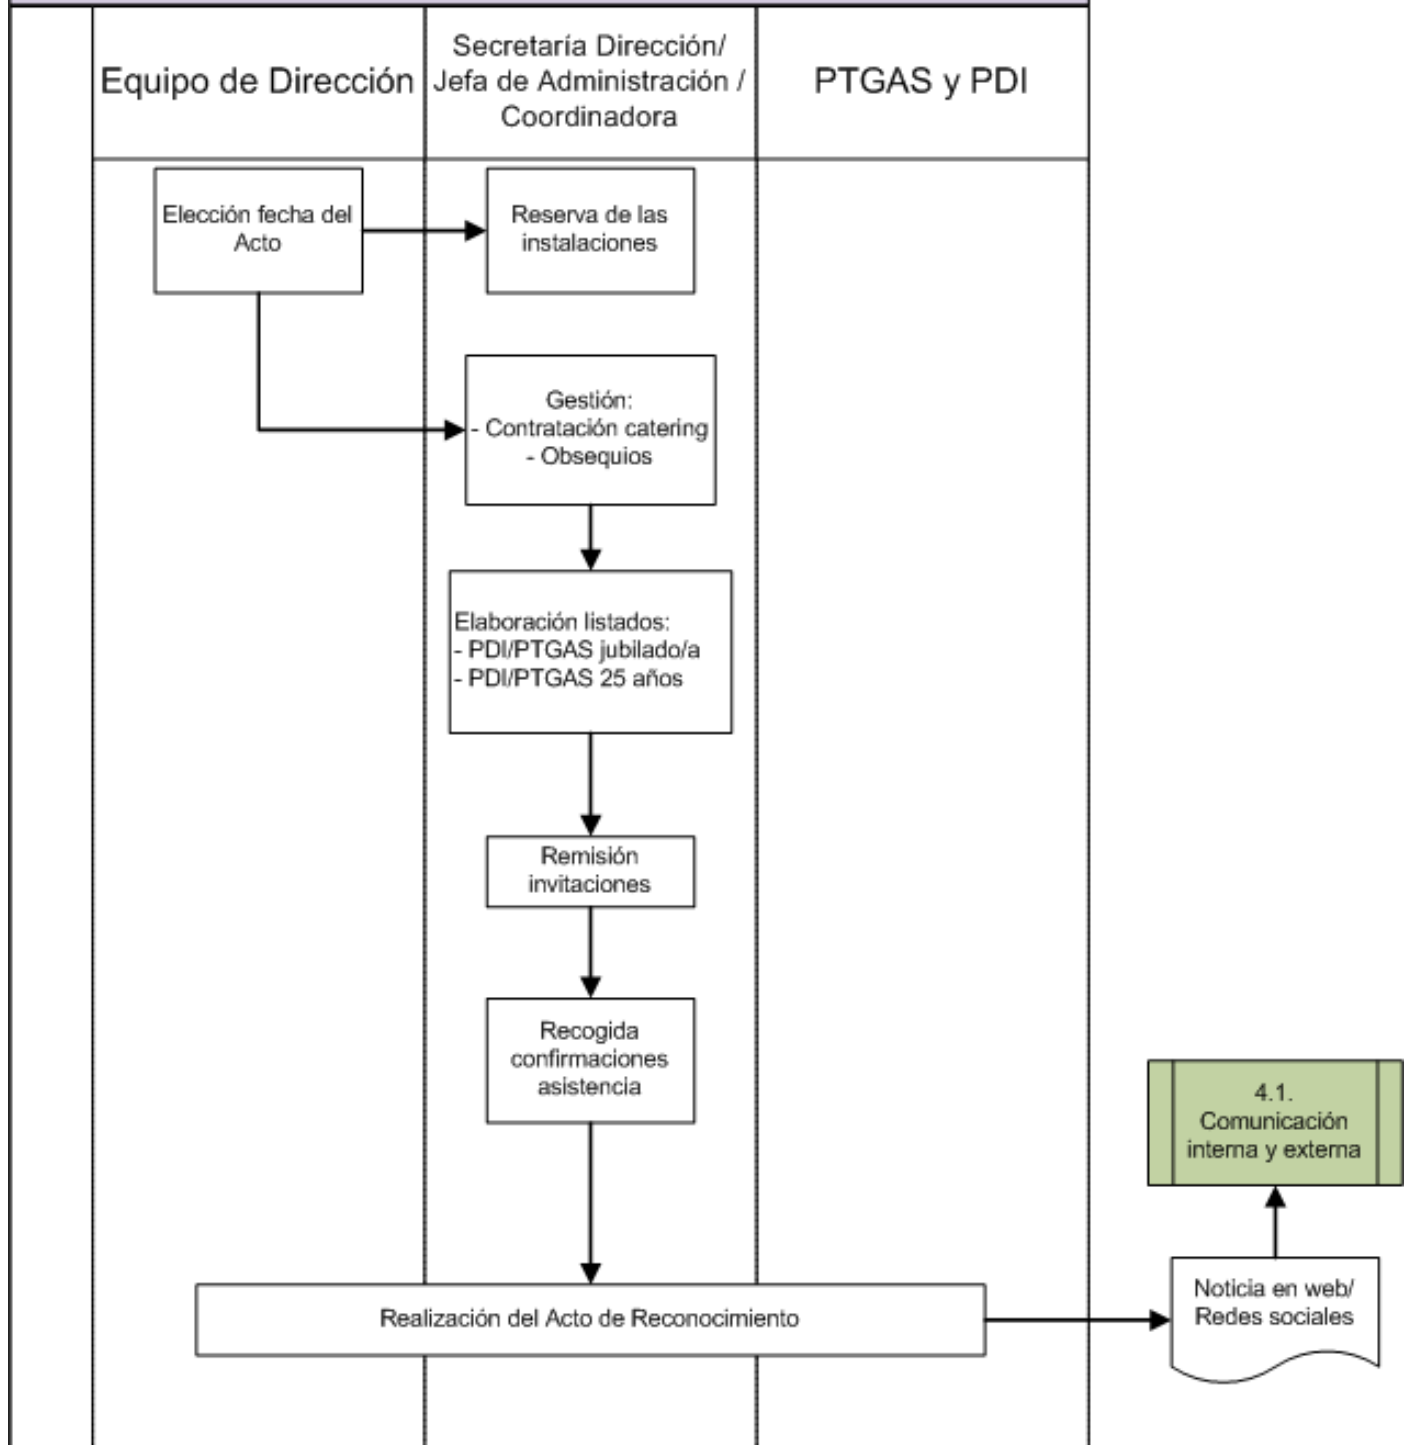 Equipo de Dirección
Secretaría Dirección/
Jefa de Administración /
Coordinadora
PTGAS y PDI
Elección fecha del
Acto
Reserva de las
instalaciones
Gestión:
- Contratación catering
- Obsequios
Elaboración listados:
- PDI/PTGAS jubilado/a
- PDI/PTGAS 25 años
Remisión
invitaciones
Recogida
confirmaciones
asistencia
4.1.
Comunicación
interna y externa
Noticia en web/
Redes sociales
Realización del Acto de Reconocimiento